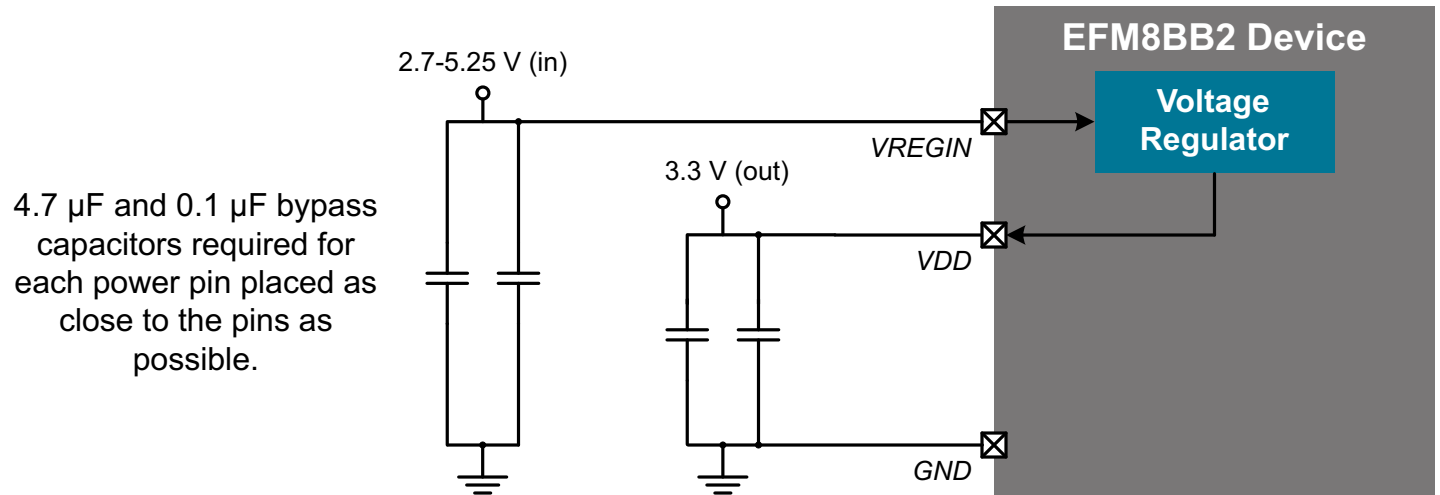 EFM8BB2 Device
2.7-5.25 V (in)
Voltage
Regulator
VREGIN
3.3 V (out)
4.7 µF and 0.1 µF bypass
capacitors required for
each power pin placed as
close to the pins as
possible.
VDD
GND